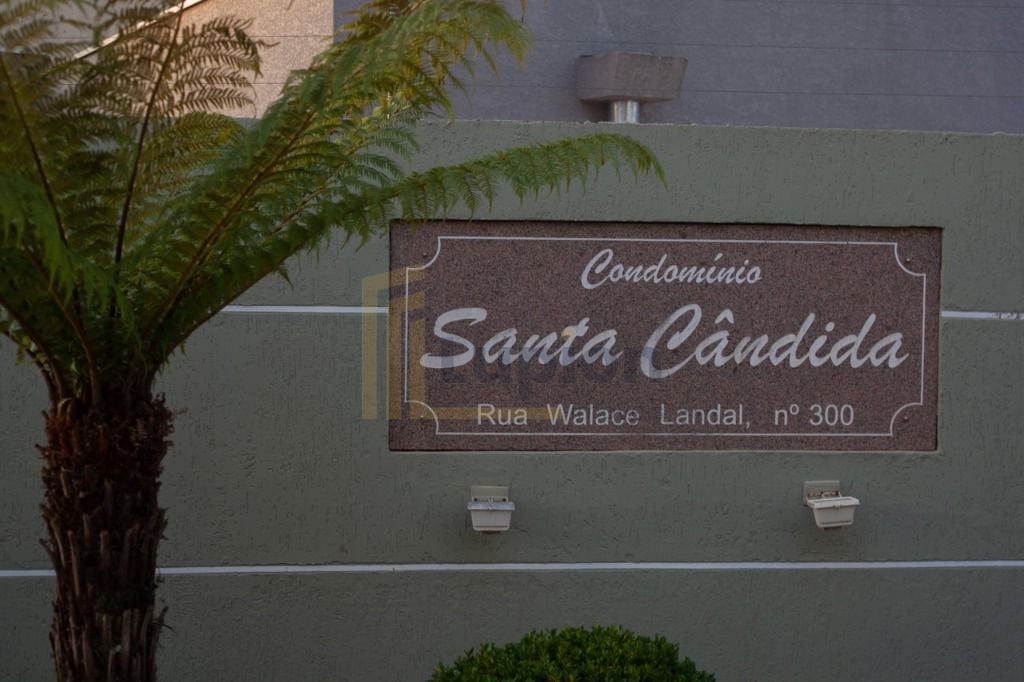 Condomínio
Santa Cândida
Rua Walace Landal, nº 300